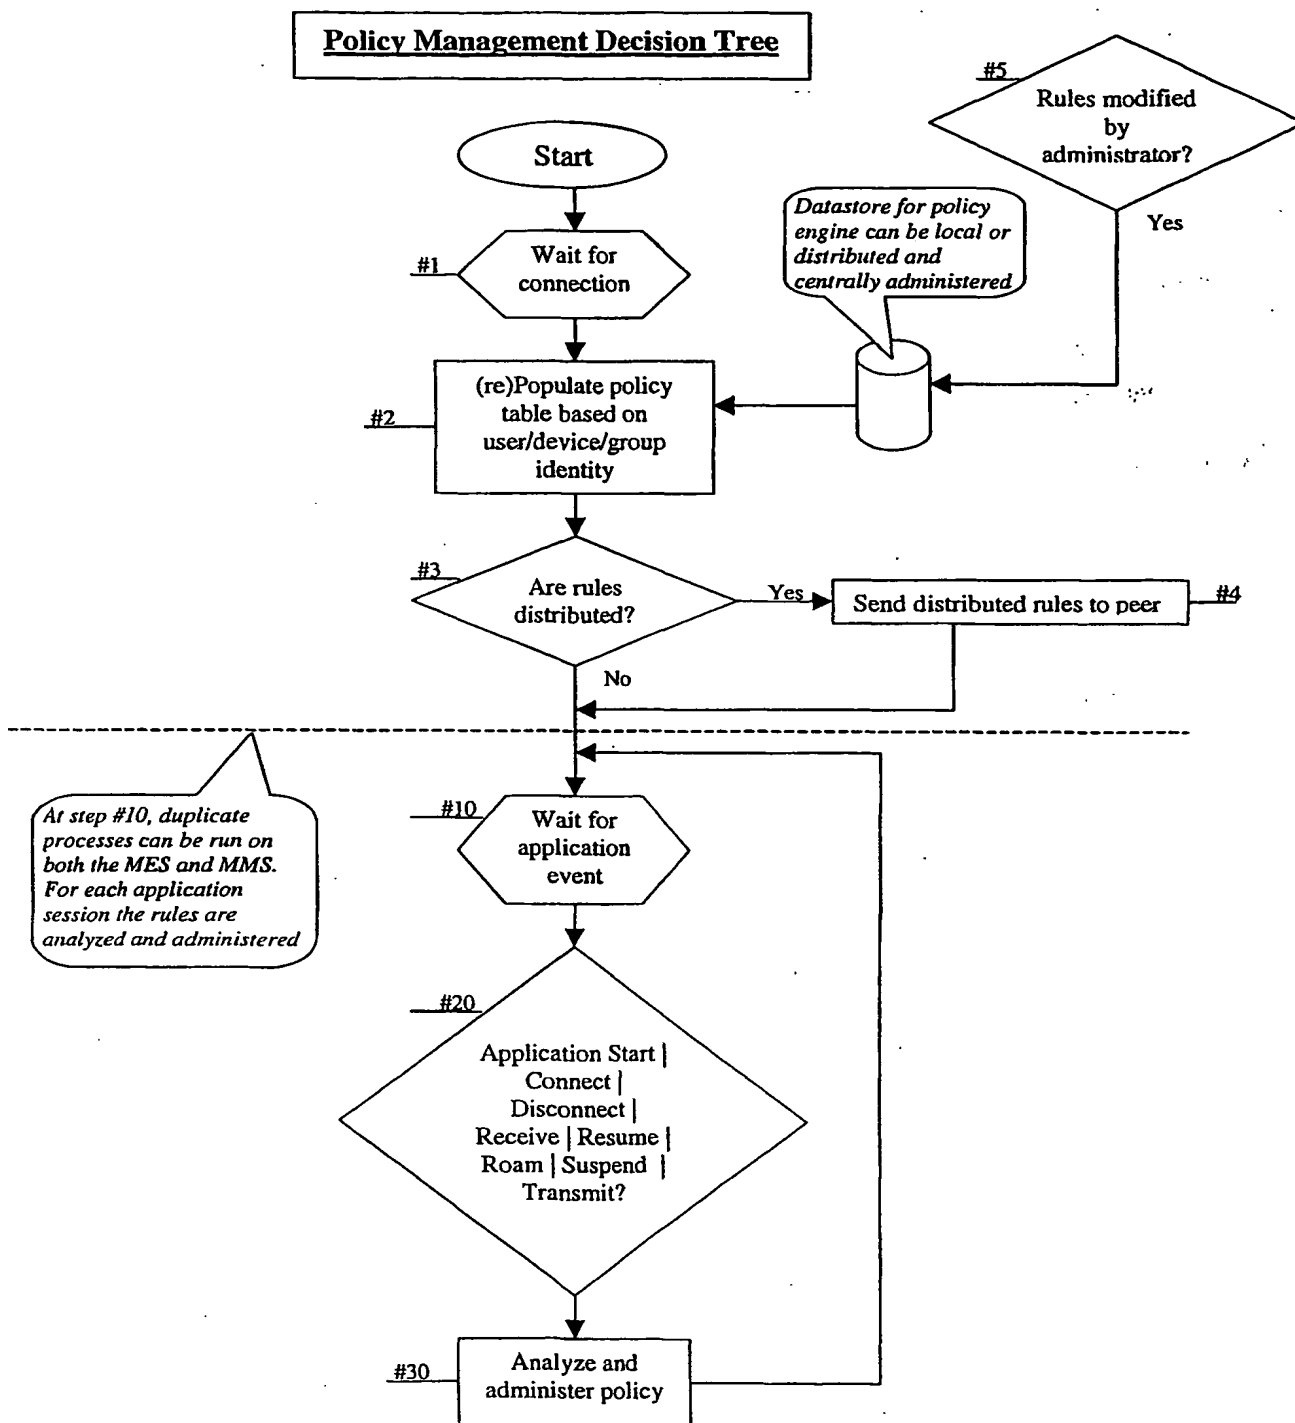 Policy Management Decision Tree
#5
Rules modified
by
administrator?
Yes
Start
Datastore for policy
engine can be local or
distributed and
centrally administered
#1
Wait for
connection
#2
(re)Populate policy
table based on
user/device/group
identity
#3
Are rules
distributed?
Yes
Send distributed rules to peer
#4
No
At step #10, duplicate
processes can be run on
both the MES and MMS.
For each application
session the rules are
analyzed and administered
#10
Wait for
application
event
#20
Application Start |
Connect |
Disconnect |
Receive | Resume |
Roam | Suspend |
Transmit?
#30
Analyze and
administer policy